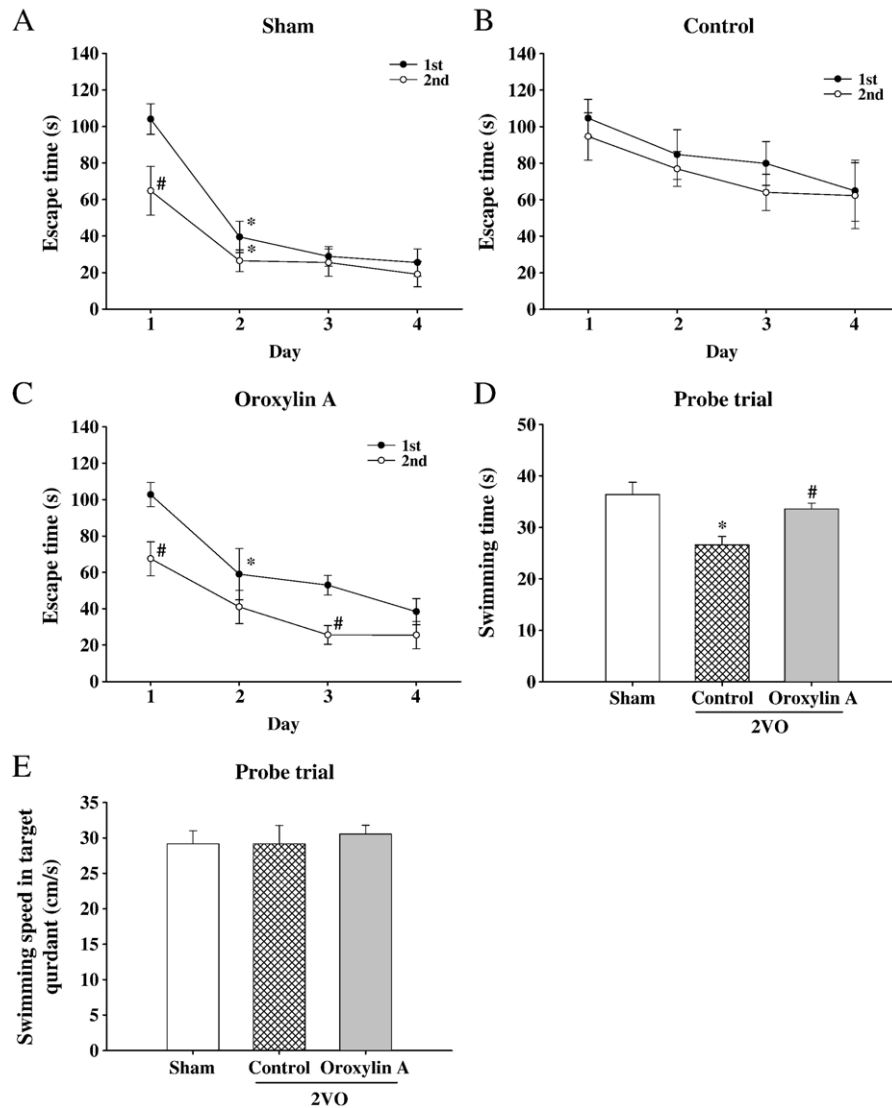 A
Sham
140
120
100
80
60
40
20
0
Escape time (s)
1st
2nd
#
*
*
1 2 3 4
Day
B
Control
140
120
100
80
60
40
20
0
Escape time (s)
1st
2nd
1 2 3 4
Day
C
Oroxylin A
140
120
100
80
60
40
20
0
Escape time (s)
1st
2nd
#
*
#
1 2 3 4
Day
D
Probe trial
50
40
30
20
10
0
Swimming time (s)
*
#
Sham Control Oroxylin A
2VO
E
Probe trial
35
30
25
20
15
10
5
0
Swimming speed in target
qurdant (cm/s)
Sham Control Oroxylin A
2VO